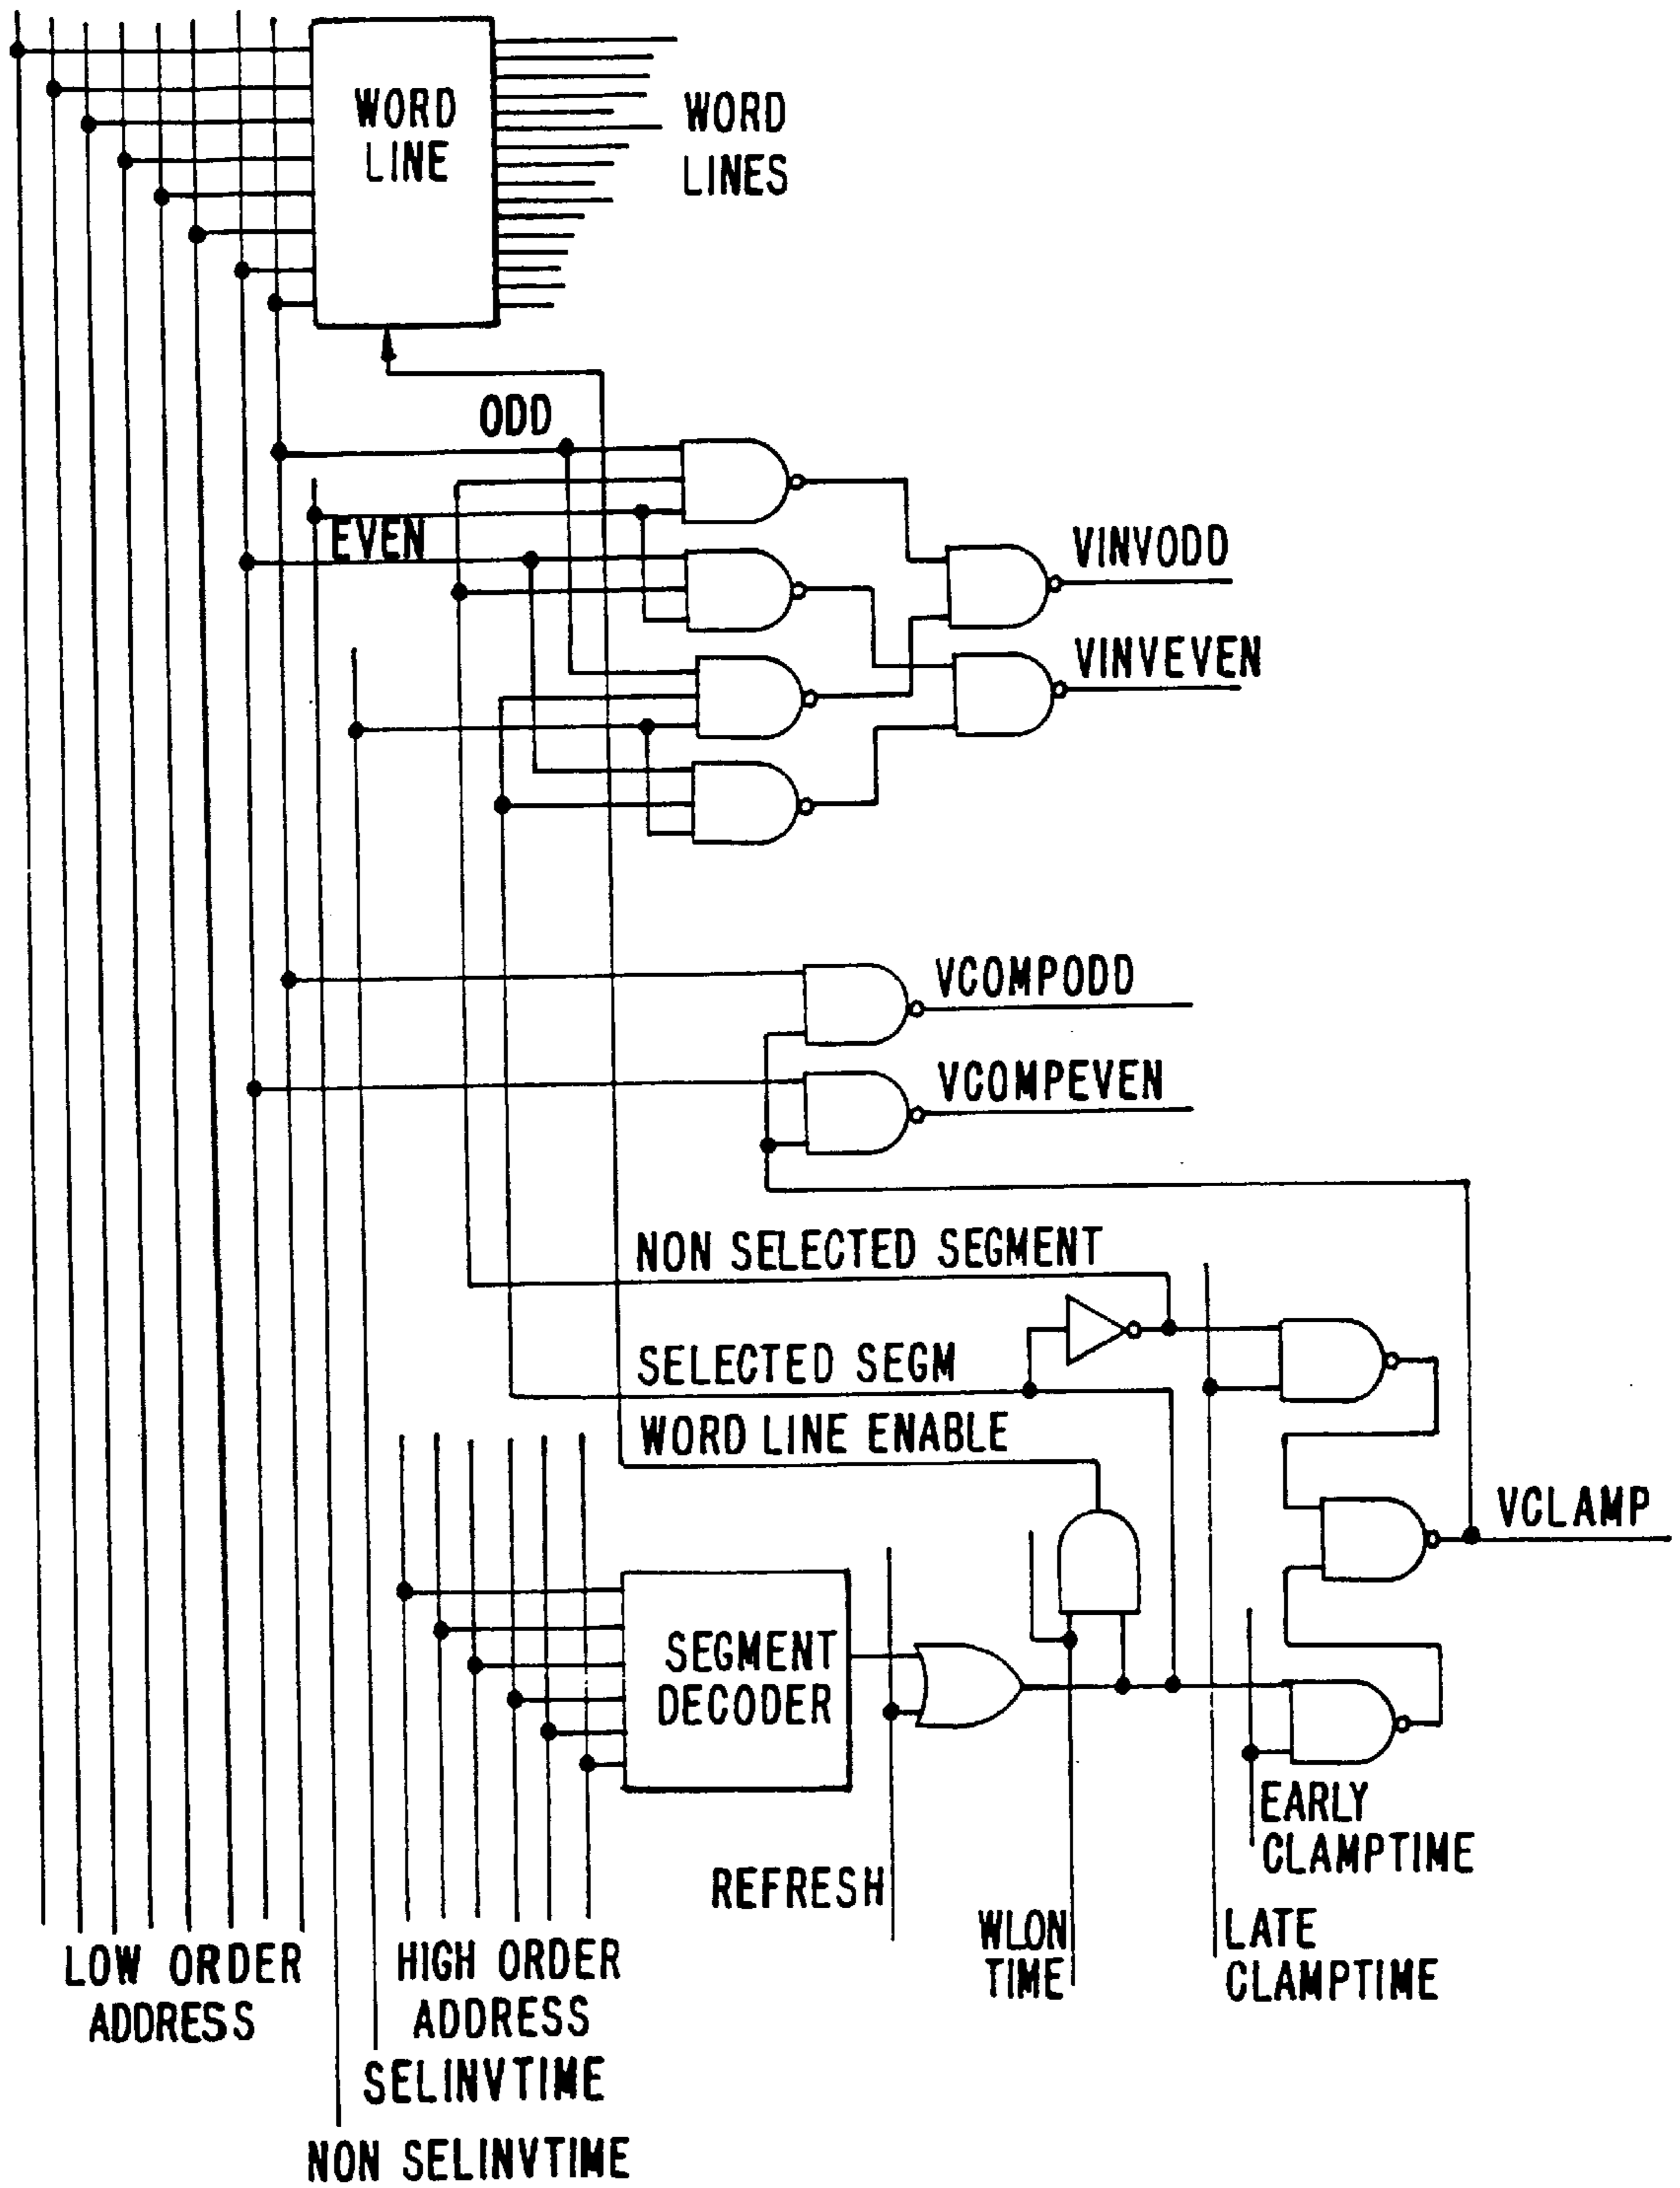 WORD
LINE
WORD
LINES
ODD
EVEN
VINVODD
VINVEVEN
VCOMPODD
VCOMPEVEN
NON SELECTED SEGMENT
SELECTED SEGM
WORD LINE ENABLE
VCLAMP
SEGMENT
DECODER
EARLY
CLAMPTIME
REFRESH
WLON
TIME
LATE
CLAMPTIME
LOW ORDER
ADDRESS
HIGH ORDER
ADDRESS
SELINVTIME
NON SELINVTIME